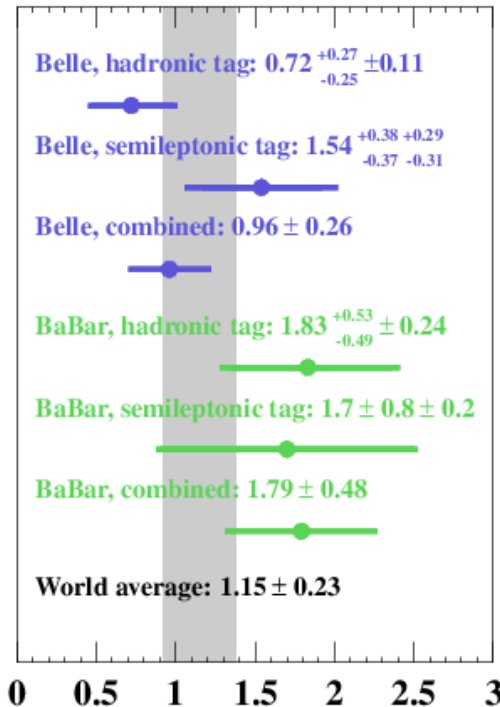 Belle, hadronic tag: 0.72 +0.27 -0.25 ±0.11
Belle, semileptonic tag: 1.54 +0.38 -0.37 +0.29 -0.31
Belle, combined: 0.96 ± 0.26
BaBar, hadronic tag: 1.83 +0.53 -0.49 ± 0.24
BaBar, semileptonic tag: 1.7 ± 0.8 ± 0.2
BaBar, combined: 1.79 ± 0.48
World average: 1.15 ± 0.23
0 0.5 1 1.5 2 2.5 3